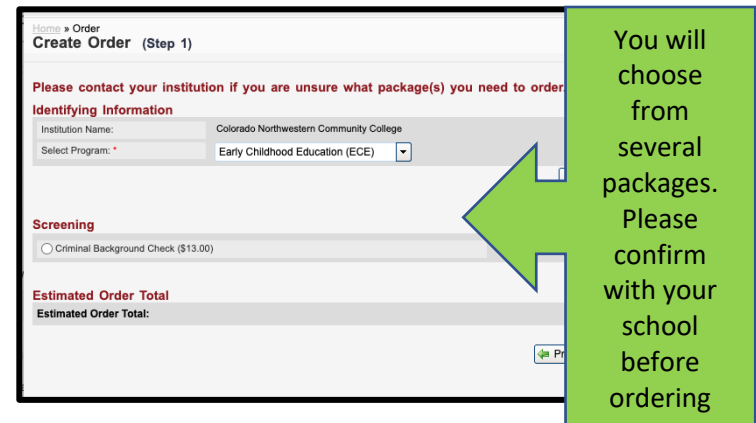 Home » Order
Create Order (Step 1)
Please contact your institution if you are unsure what package(s) you need to order.
Identifying Information
Institution Name: Colorado Northwestern Community College
Select Program: * Early Childhood Education (ECE)
Screening
Criminal Background Check ($13.00)
Estimated Order Total
Estimated Order Total:
You will
choose
from
several
packages.
Please
confirm
with your
school
before
ordering